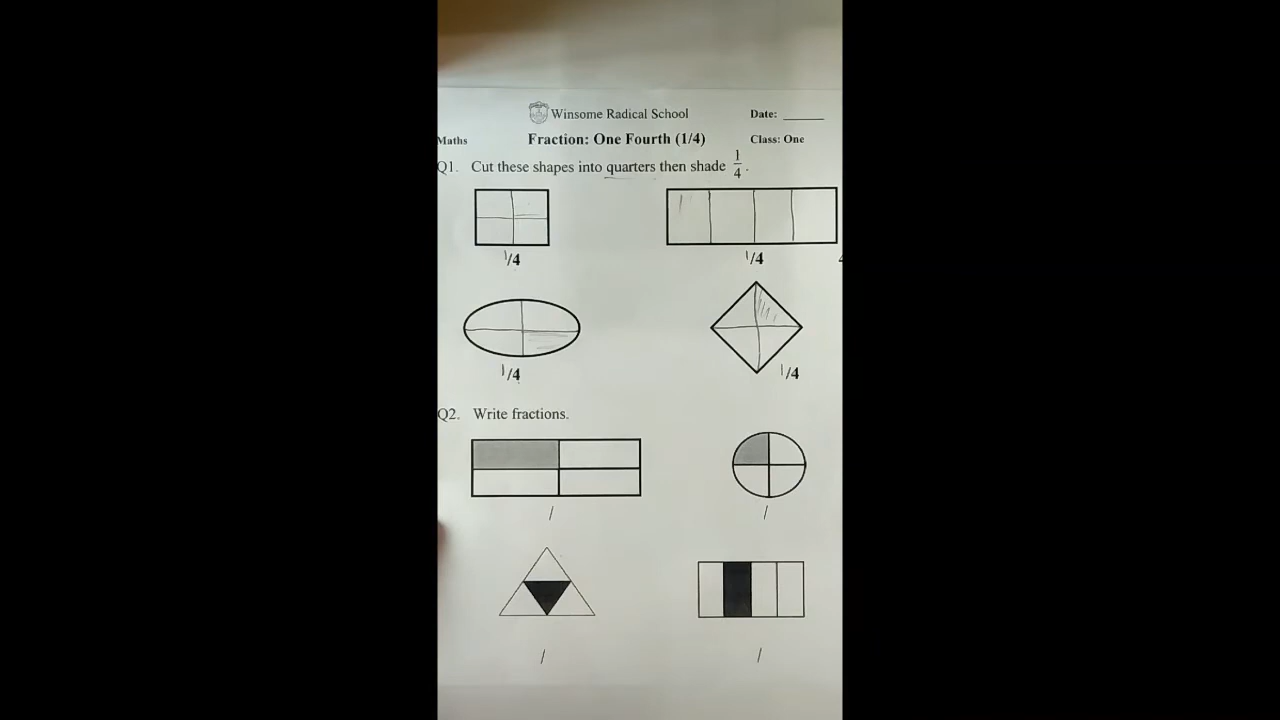 Winsome Radical School Date: ______
Maths Fraction: One Fourth (1/4) Class: One
Q1. Cut these shapes into quarters then shade 1/4.
1/4 1/4
1/4 1/4
Q2. Write fractions.
/ /
/ /